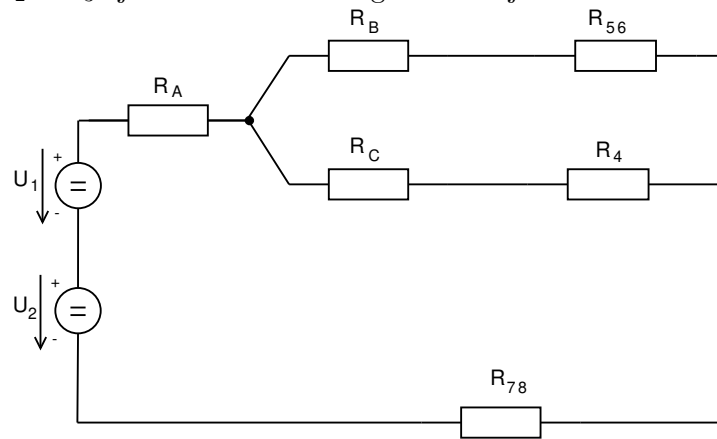 R_B
R_56
R_A
R_C
R_4
U_1
+
=
-
U_2
+
=
-
R_78